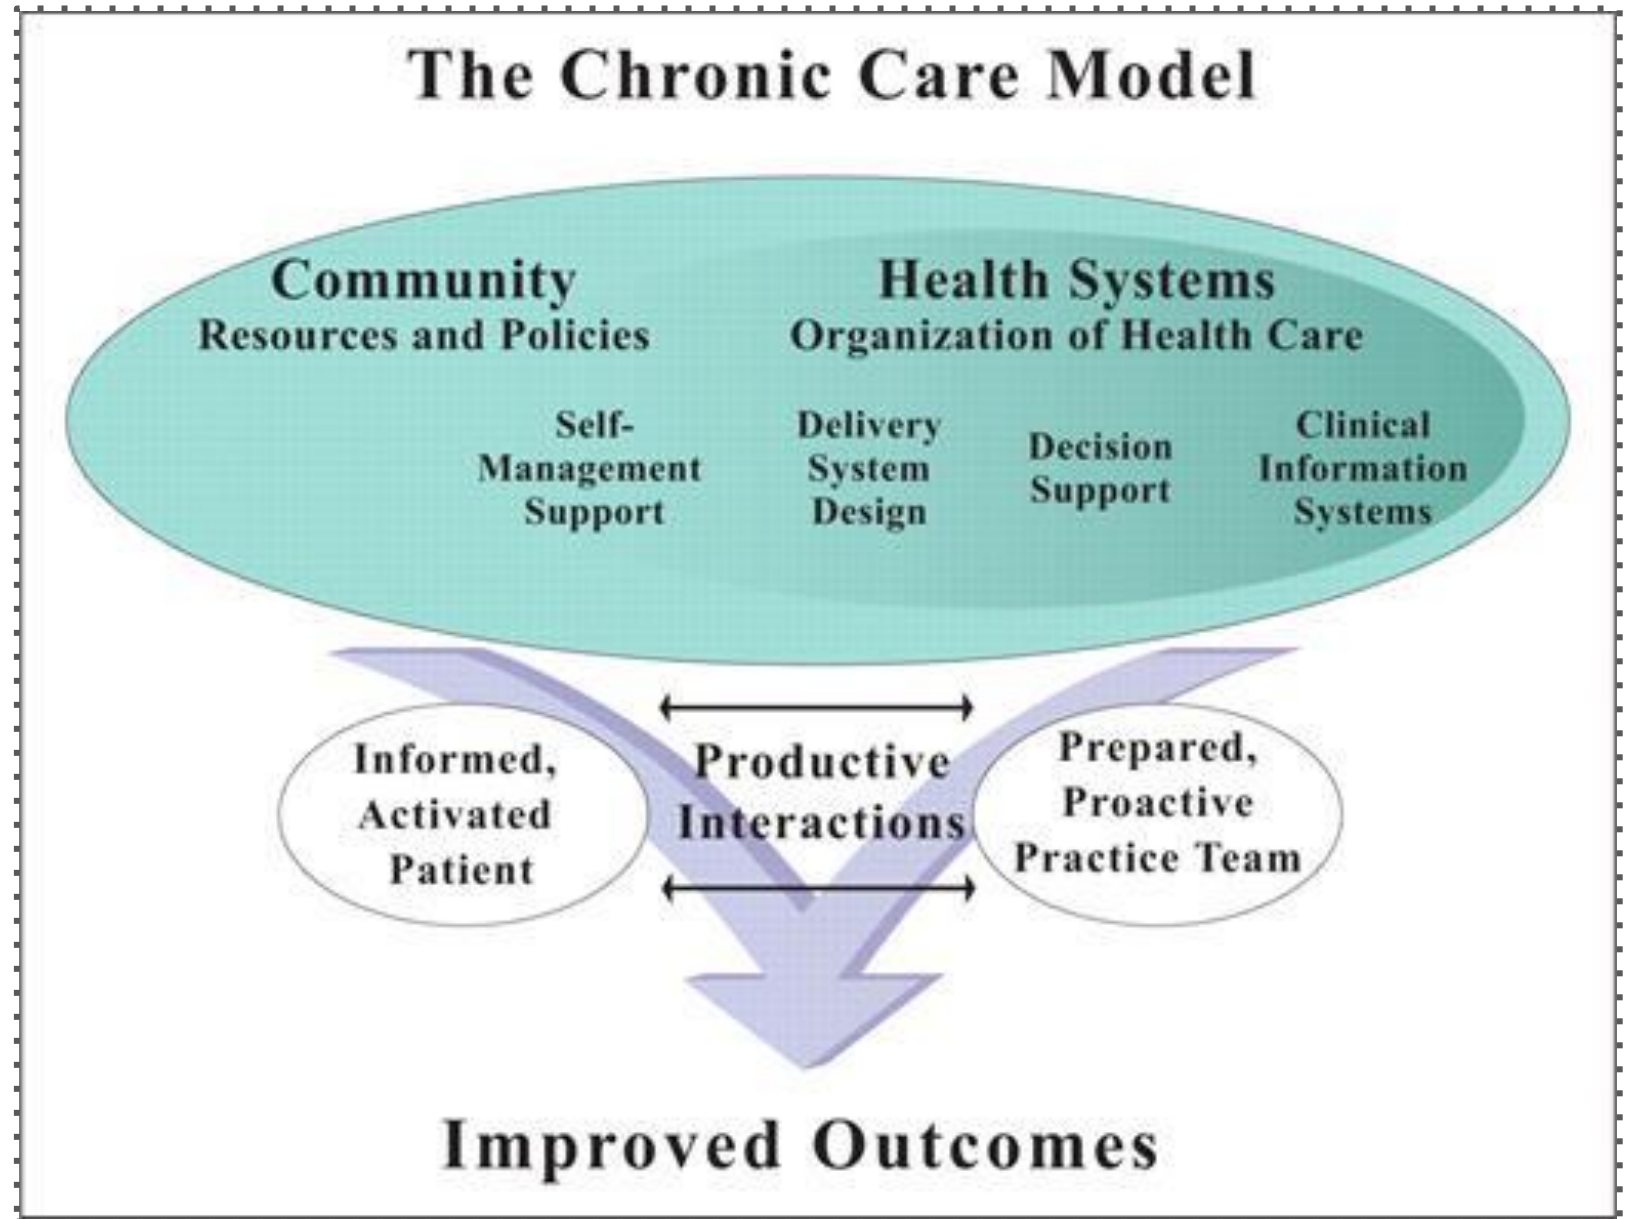 The Chronic Care Model
Community
Resources and Policies
Health Systems
Organization of Health Care
Self-
Management
Support
Delivery
System
Design
Decision
Support
Clinical
Information
Systems
Informed,
Activated
Patient
Productive
Interactions
Prepared,
Proactive
Practice Team
Improved Outcomes